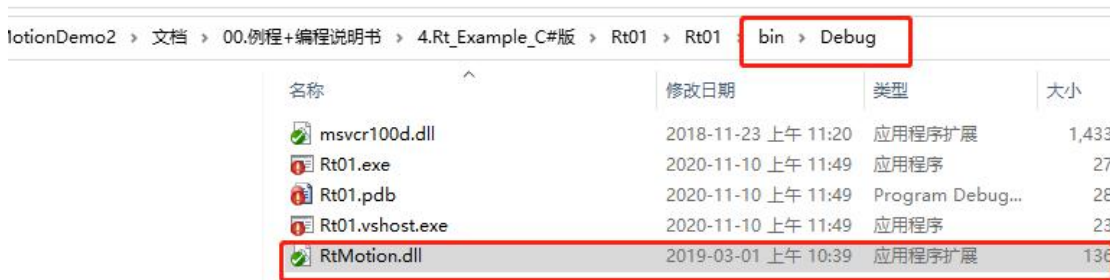 MotionDemo2 › 文档 › 00.例程+编程说明书 › 4.Rt_Example_C#版 › Rt01 › Rt01 › bin › Debug
名称 修改日期 类型 大小
msvcr100d.dll 2018-11-23 上午 11:20 应用程序扩展 1,433
Rt01.exe 2020-11-10 上午 11:49 应用程序 27
Rt01.pdb 2020-11-10 上午 11:49 Program Debug... 28
Rt01.vshost.exe 2020-11-10 上午 11:49 应用程序 23
RtMotion.dll 2019-03-01 上午 10:39 应用程序扩展 136